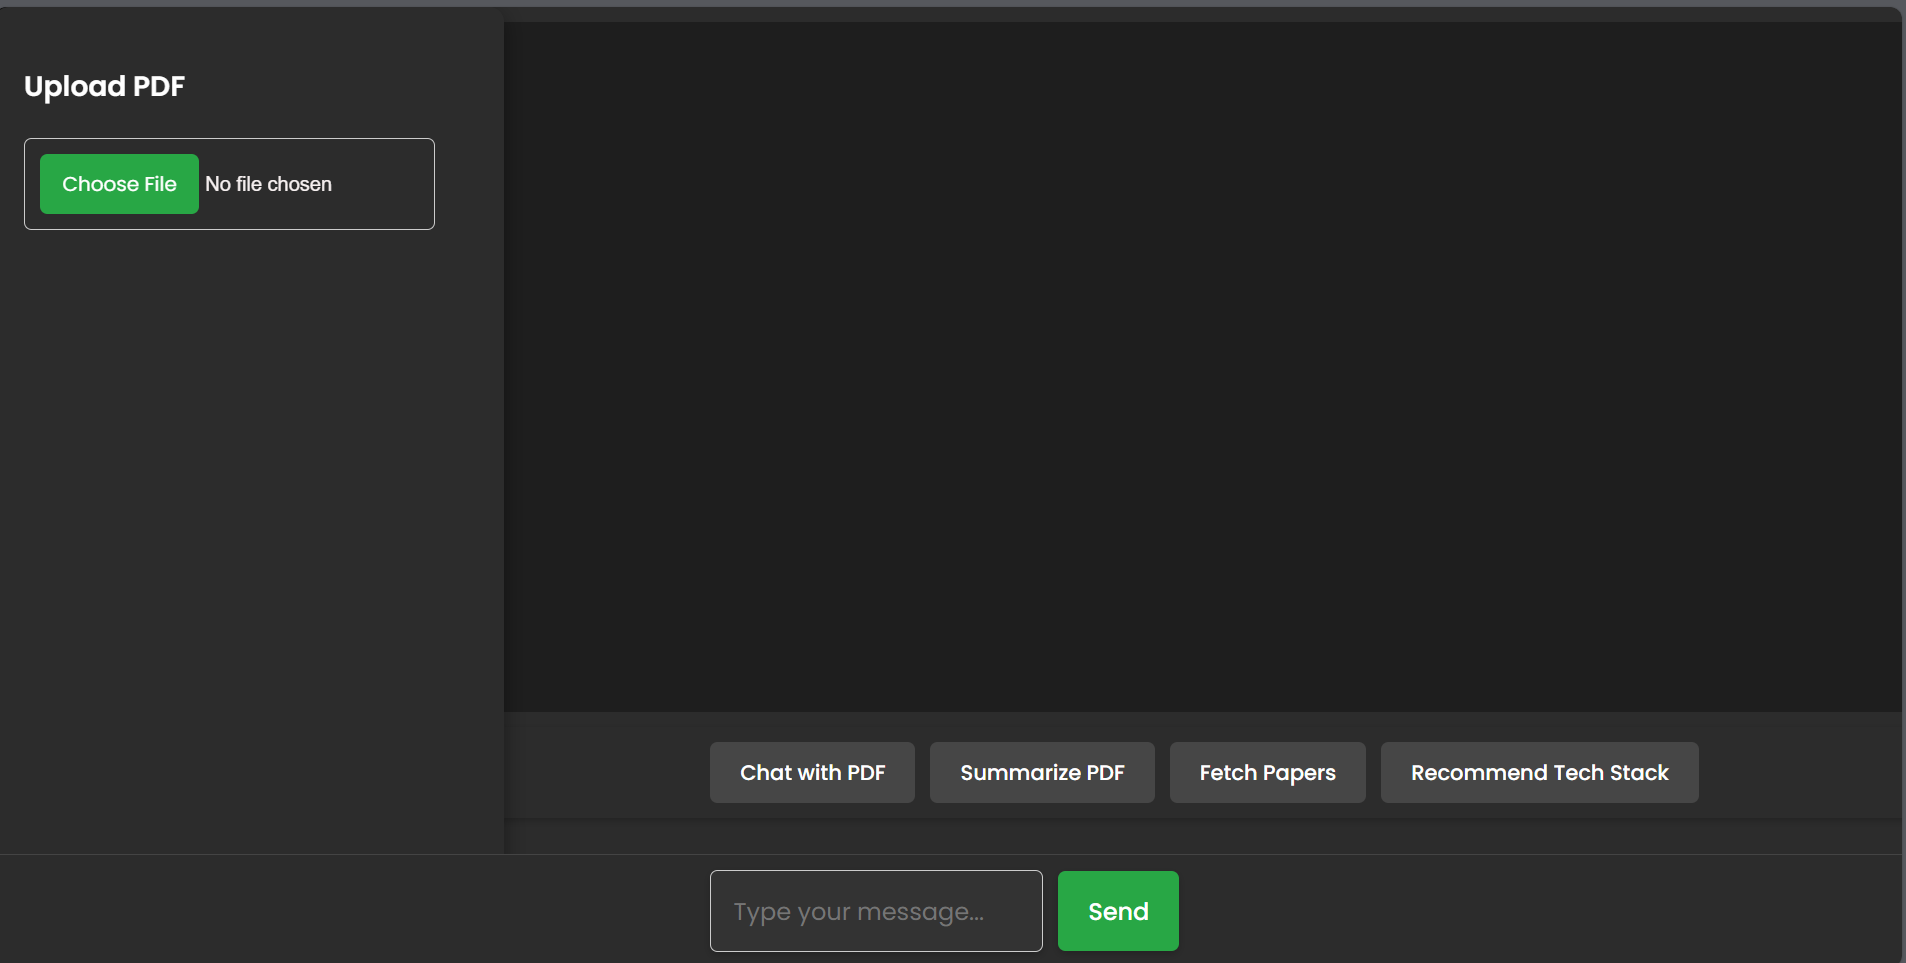 Upload PDF
Choose File No file chosen
Chat with PDF Summarize PDF Fetch Papers Recommend Tech Stack
Type your message... Send